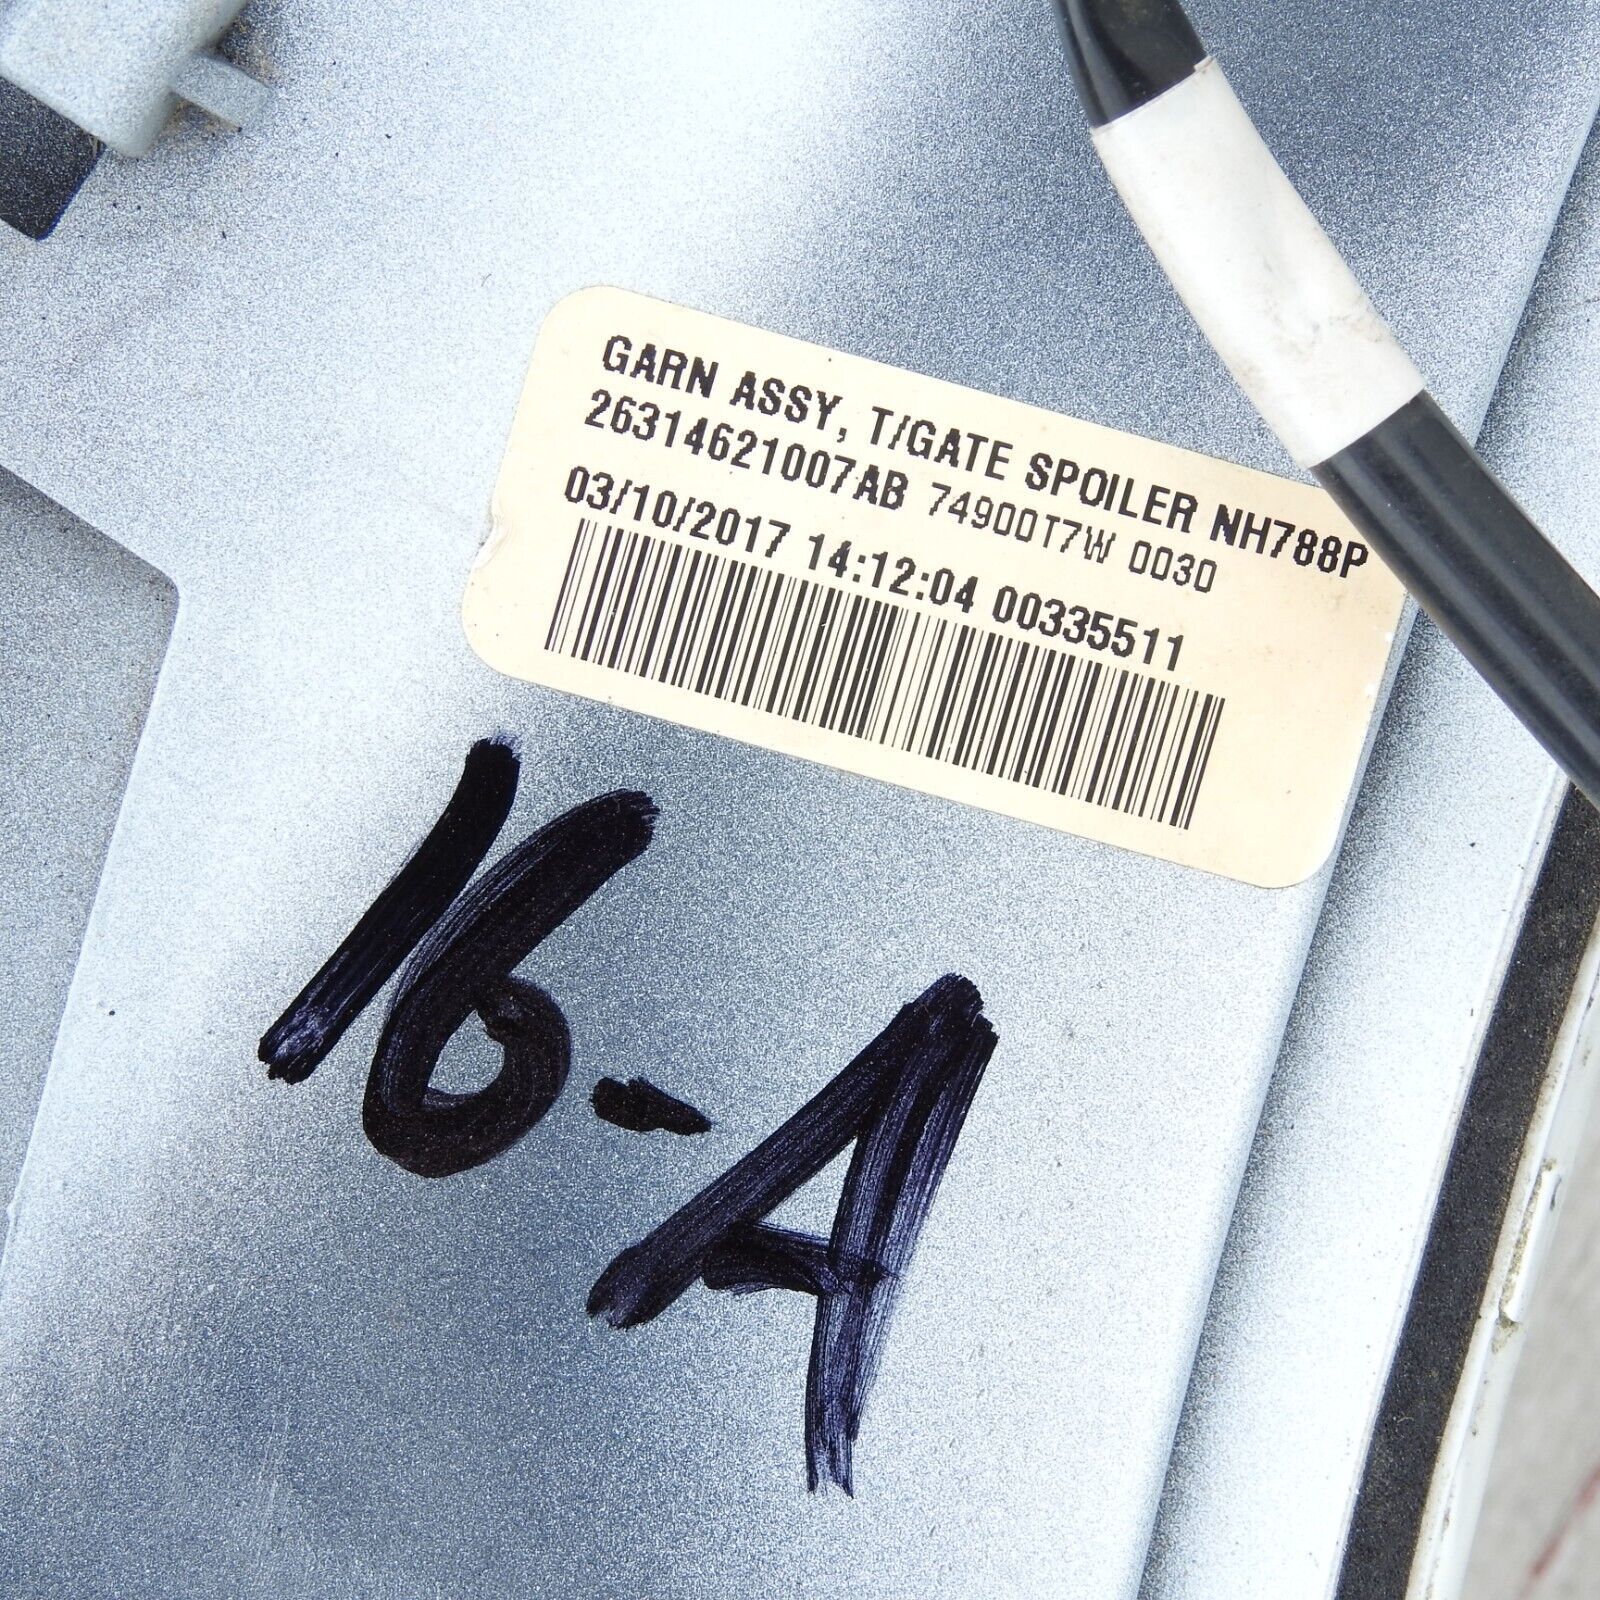 GARN ASSY, T/GATE SPOILER NH788P
26314621007AB 74900T7W 0030
03/10/2017 14:12:04 00335511
16-A